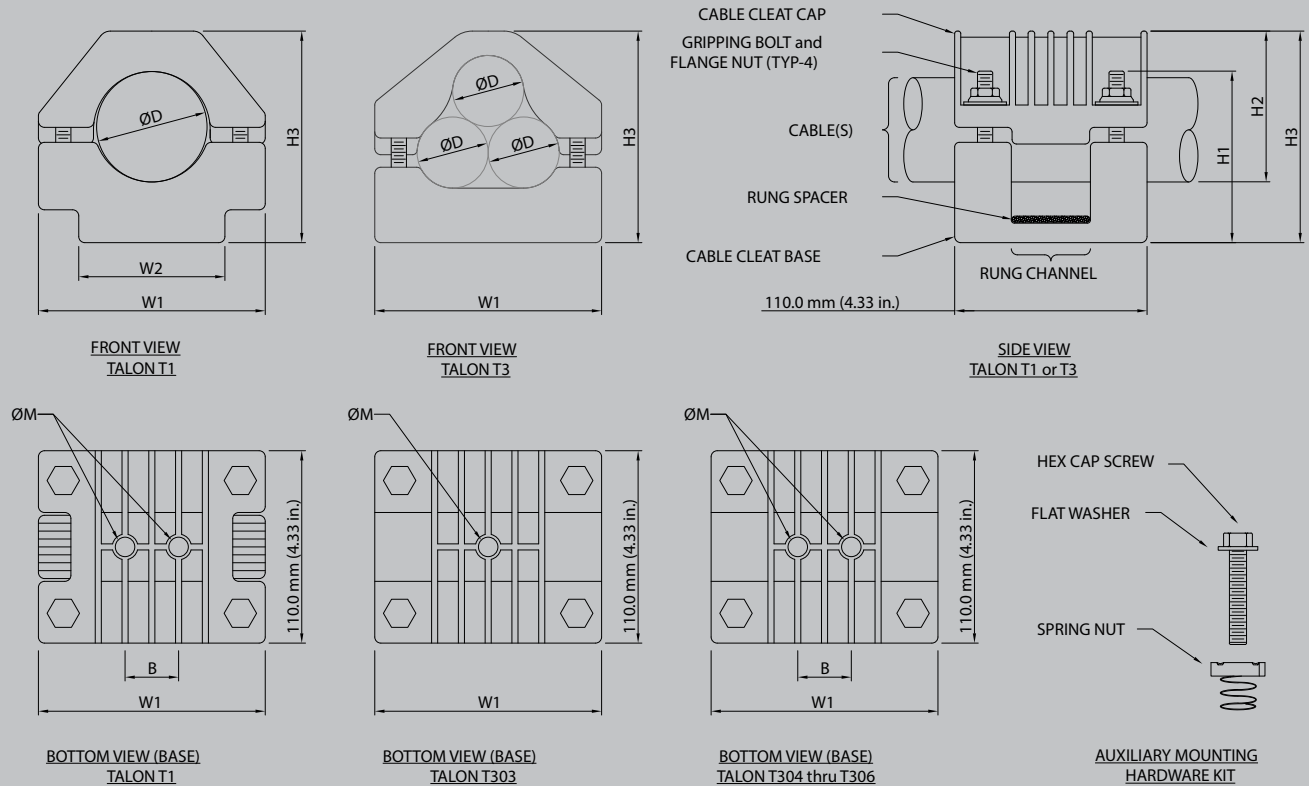 ØD
H3
W2
W1
FRONT VIEW
TALON T1
ØD
ØD
ØD
H3
W1
FRONT VIEW
TALON T3
CABLE CLEAT CAP
GRIPPING BOLT and
FLANGE NUT (TYP-4)
CABLE(S)
RUNG SPACER
CABLE CLEAT BASE
RUNG CHANNEL
110.0 mm (4.33 in.)
H1
H2
H3
SIDE VIEW
TALON T1 or T3
ØM
110.0 mm (4.33 in.)
B
W1
BOTTOM VIEW (BASE)
TALON T1
ØM
110.0 mm (4.33 in.)
W1
BOTTOM VIEW (BASE)
TALON T303
ØM
110.0 mm (4.33 in.)
B
W1
BOTTOM VIEW (BASE)
TALON T304 thru T306
HEX CAP SCREW
FLAT WASHER
SPRING NUT
AUXILIARY MOUNTING
HARDWARE KIT